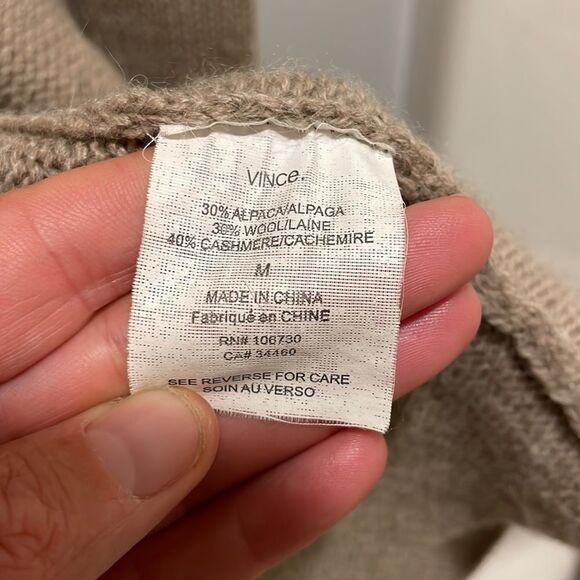 VINCe.
30% ALPACA/ALPAGA
30% WOOL/LAINE
40% CASHMERE/CACHEMIRE
M
MADE IN CHINA
Fabriqué en CHINE
RN# 106730
CA# 34460
SEE REVERSE FOR CARE
SOIN AU VERSO